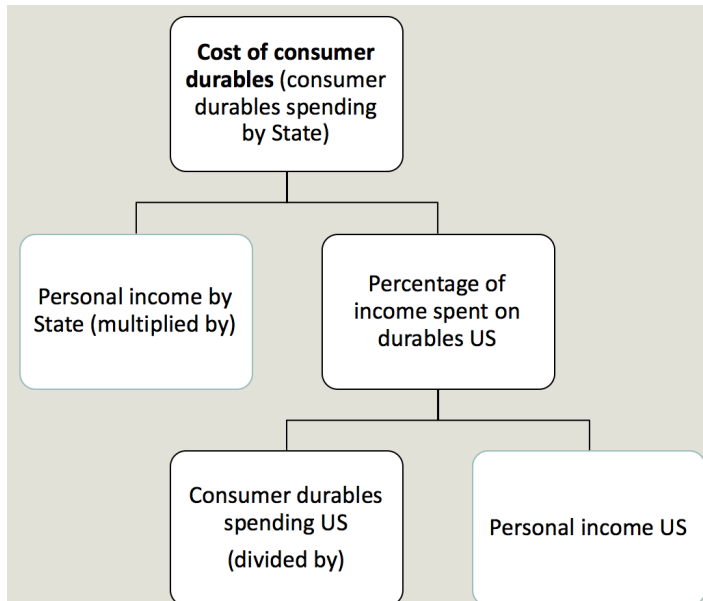 Cost of consumer
durables (consumer
durables spending
by State)
Personal income by
State (multiplied by)
Percentage of
income spent on
durables US
Consumer durables
spending US
(divided by)
Personal income US